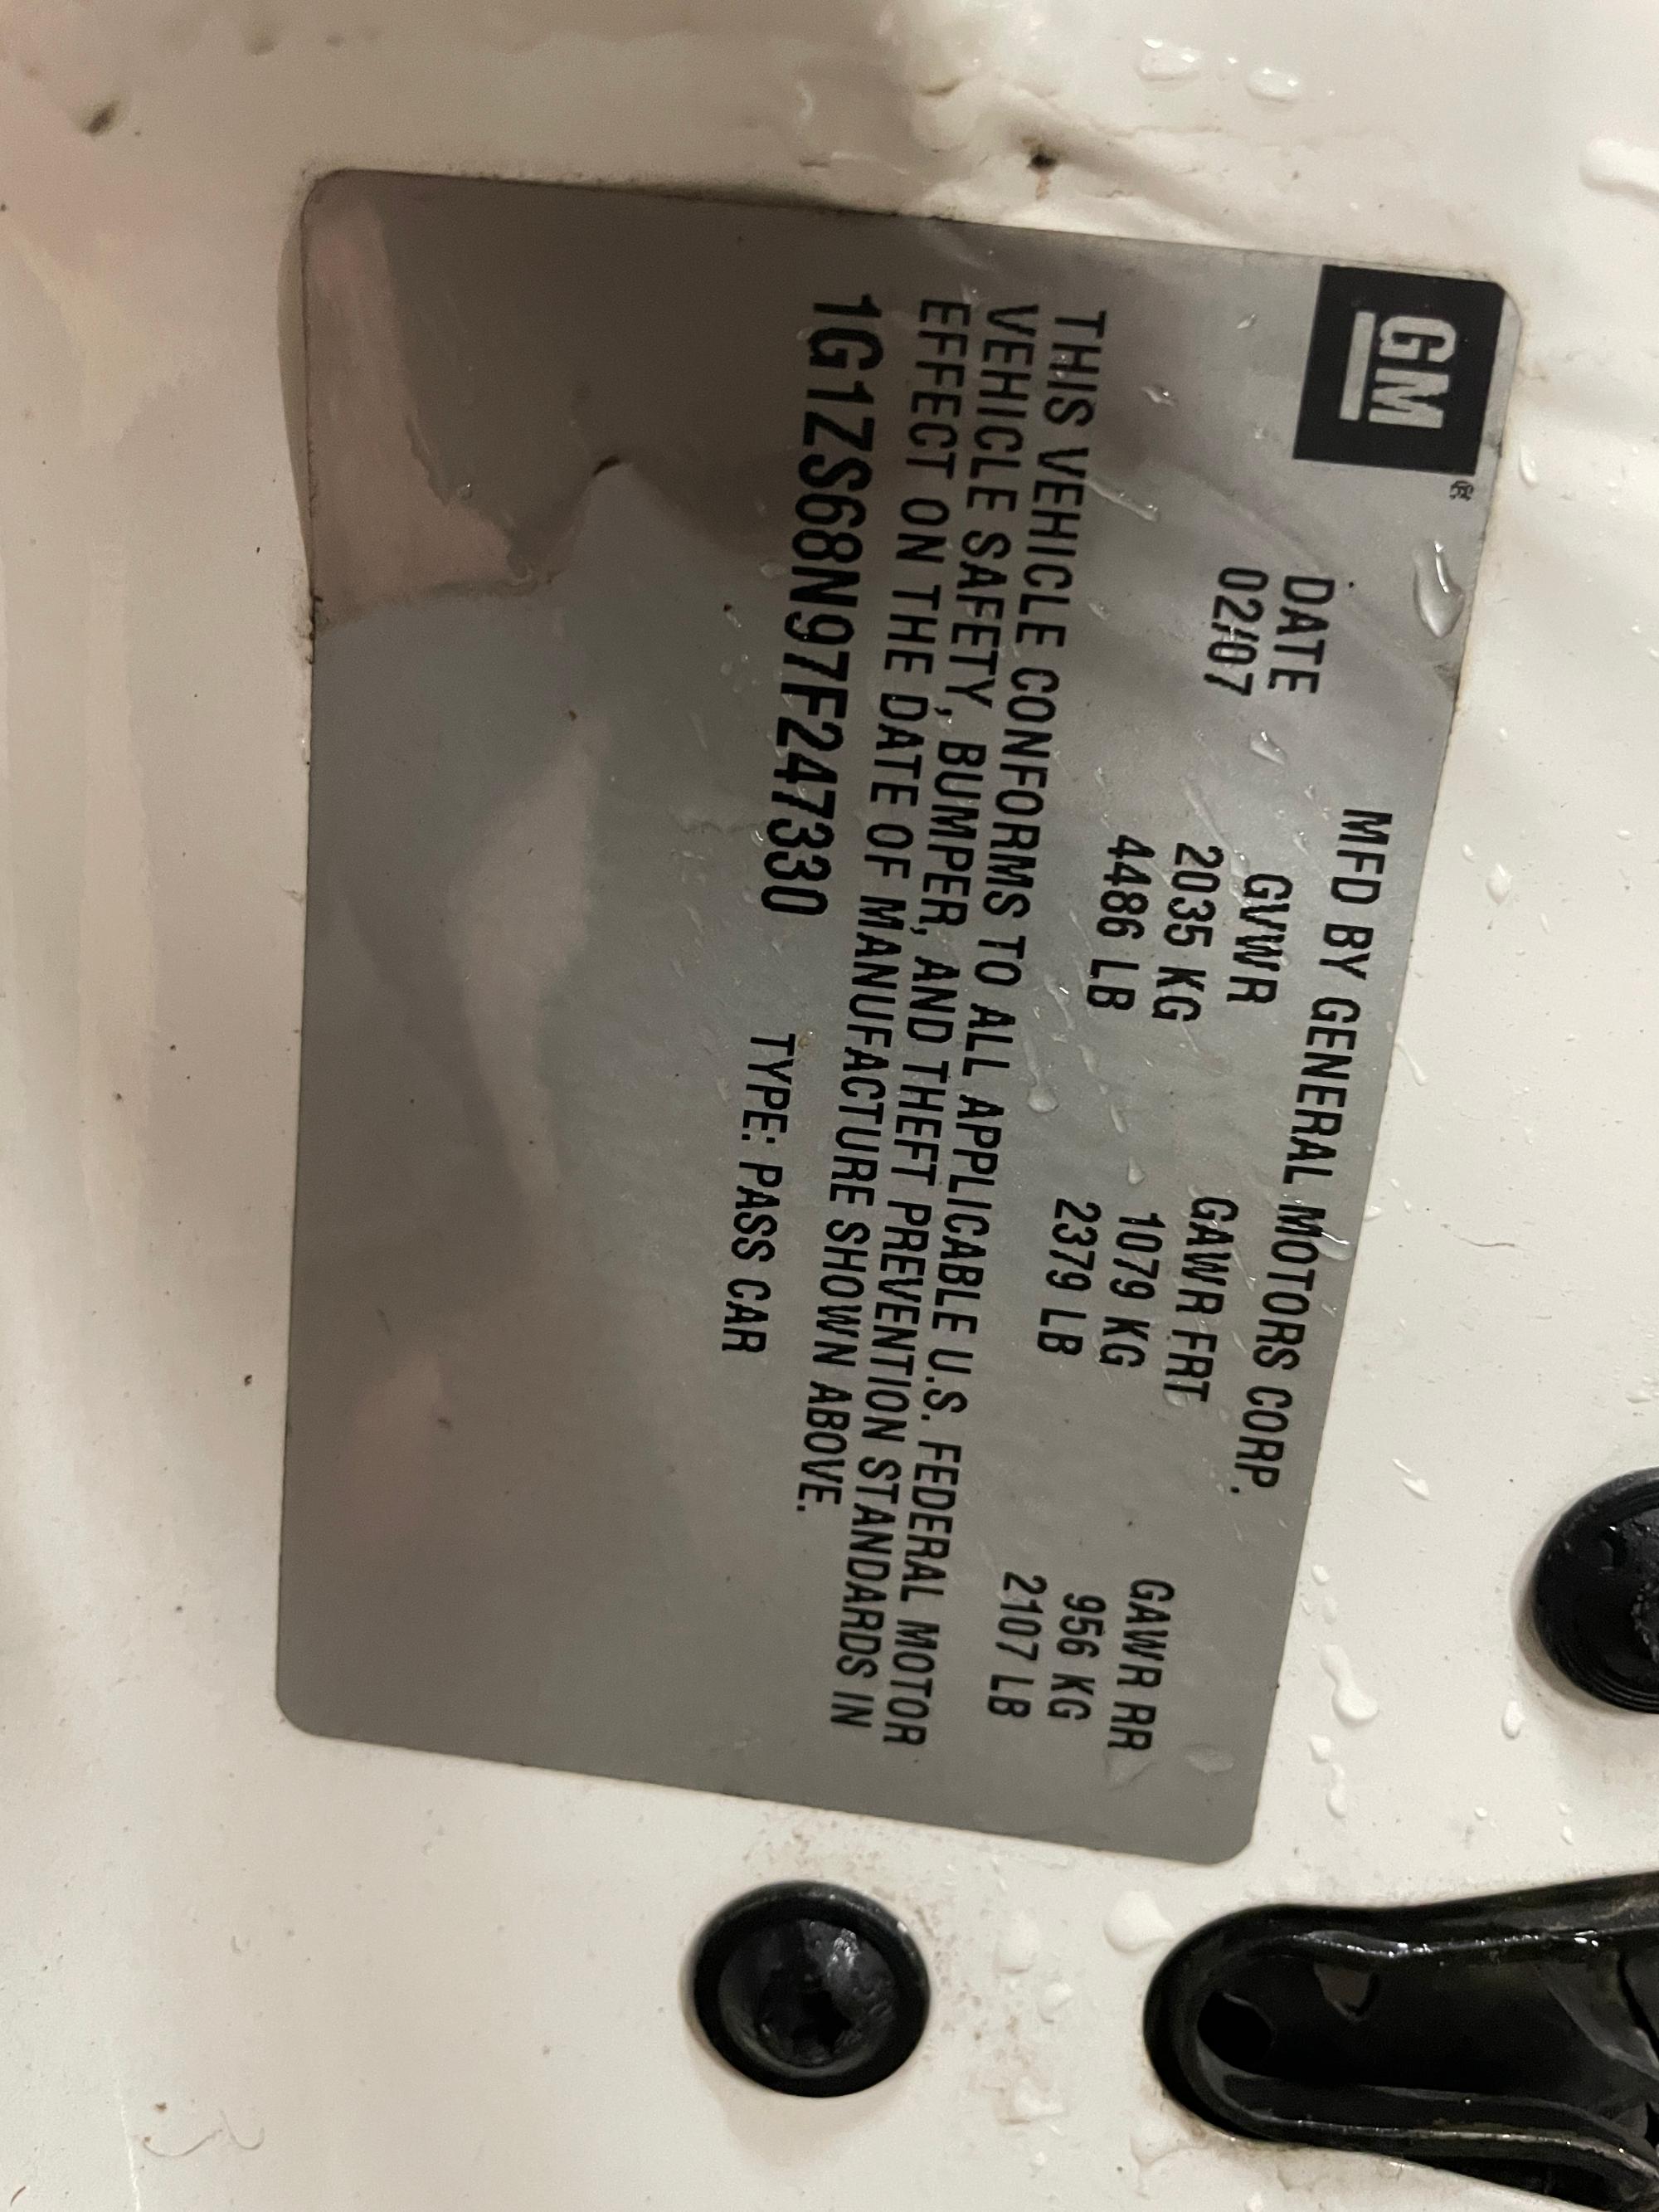 GM®
MFD BY GENERAL MOTORS CORP.
DATE GVWR GAWR FRT GAWR RR
02/07 2035 KG 1079 KG 956 KG
4486 LB 2379 LB 2107 LB
THIS VEHICLE CONFORMS TO ALL APPLICABLE U.S. FEDERAL MOTOR
VEHICLE SAFETY, BUMPER, AND THEFT PREVENTION STANDARDS IN
EFFECT ON THE DATE OF MANUFACTURE SHOWN ABOVE.
1G1ZS68N97F247330 TYPE: PASS CAR